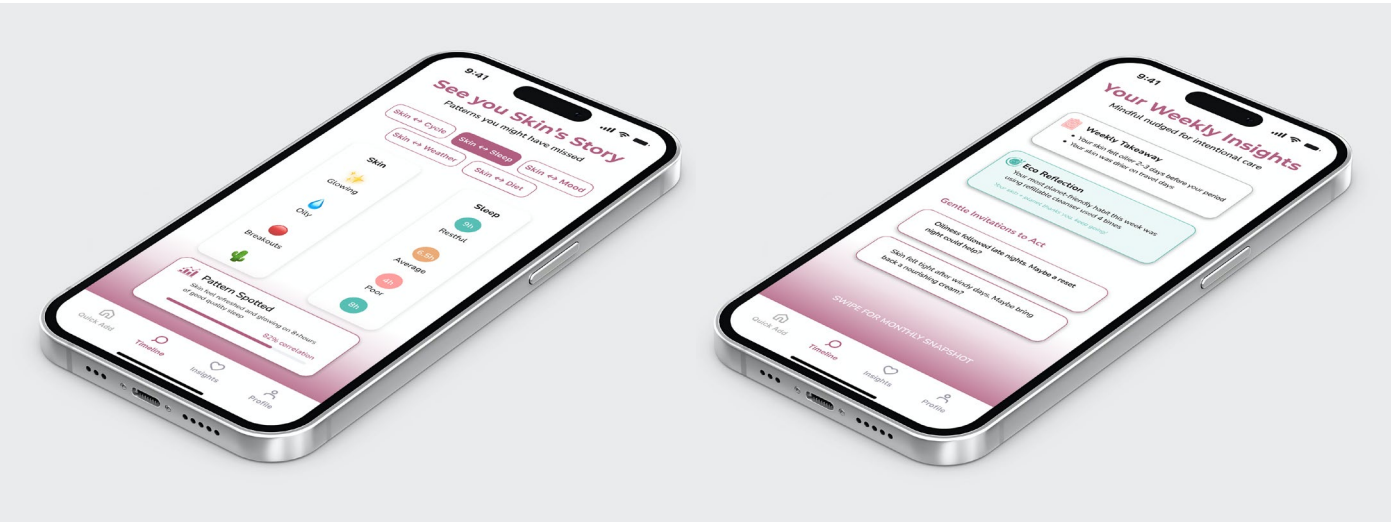 9:41
See you Skin's Story
Patterns you might have missed
Skin ↔ Cycle
Skin ↔ Sleep
Skin ↔ Weather
Skin ↔ Mood
Skin ↔ Diet
Skin
Glowing
Oily
Breakouts
Sleep
9h
Restful
6.5h
Average
4h
Poor
8h
Pattern Spotted
Skin feel refreshed and glowing on 8+hours
of good quality sleep
82% correlation
Quick Add
Timeline
Insights
Profile
9:41
Your Weekly Insights
Mindful nudged for intentional care
Weekly Takeaway
• Your skin felt oilier 2-3 days before your period
• Your skin was drier on travel days
Eco Reflection
Your most planet-friendly habit this week was
using refillable cleanser used 4 times
Gentle Invitations to Act
Oiliness followed late nights. Maybe a reset
night could help?
Skin felt tight after windy days. Maybe bring
back a nourishing cream?
SWIPE FOR MONTHLY SNAPSHOT
Quick Add
Timeline
Insights
Profile